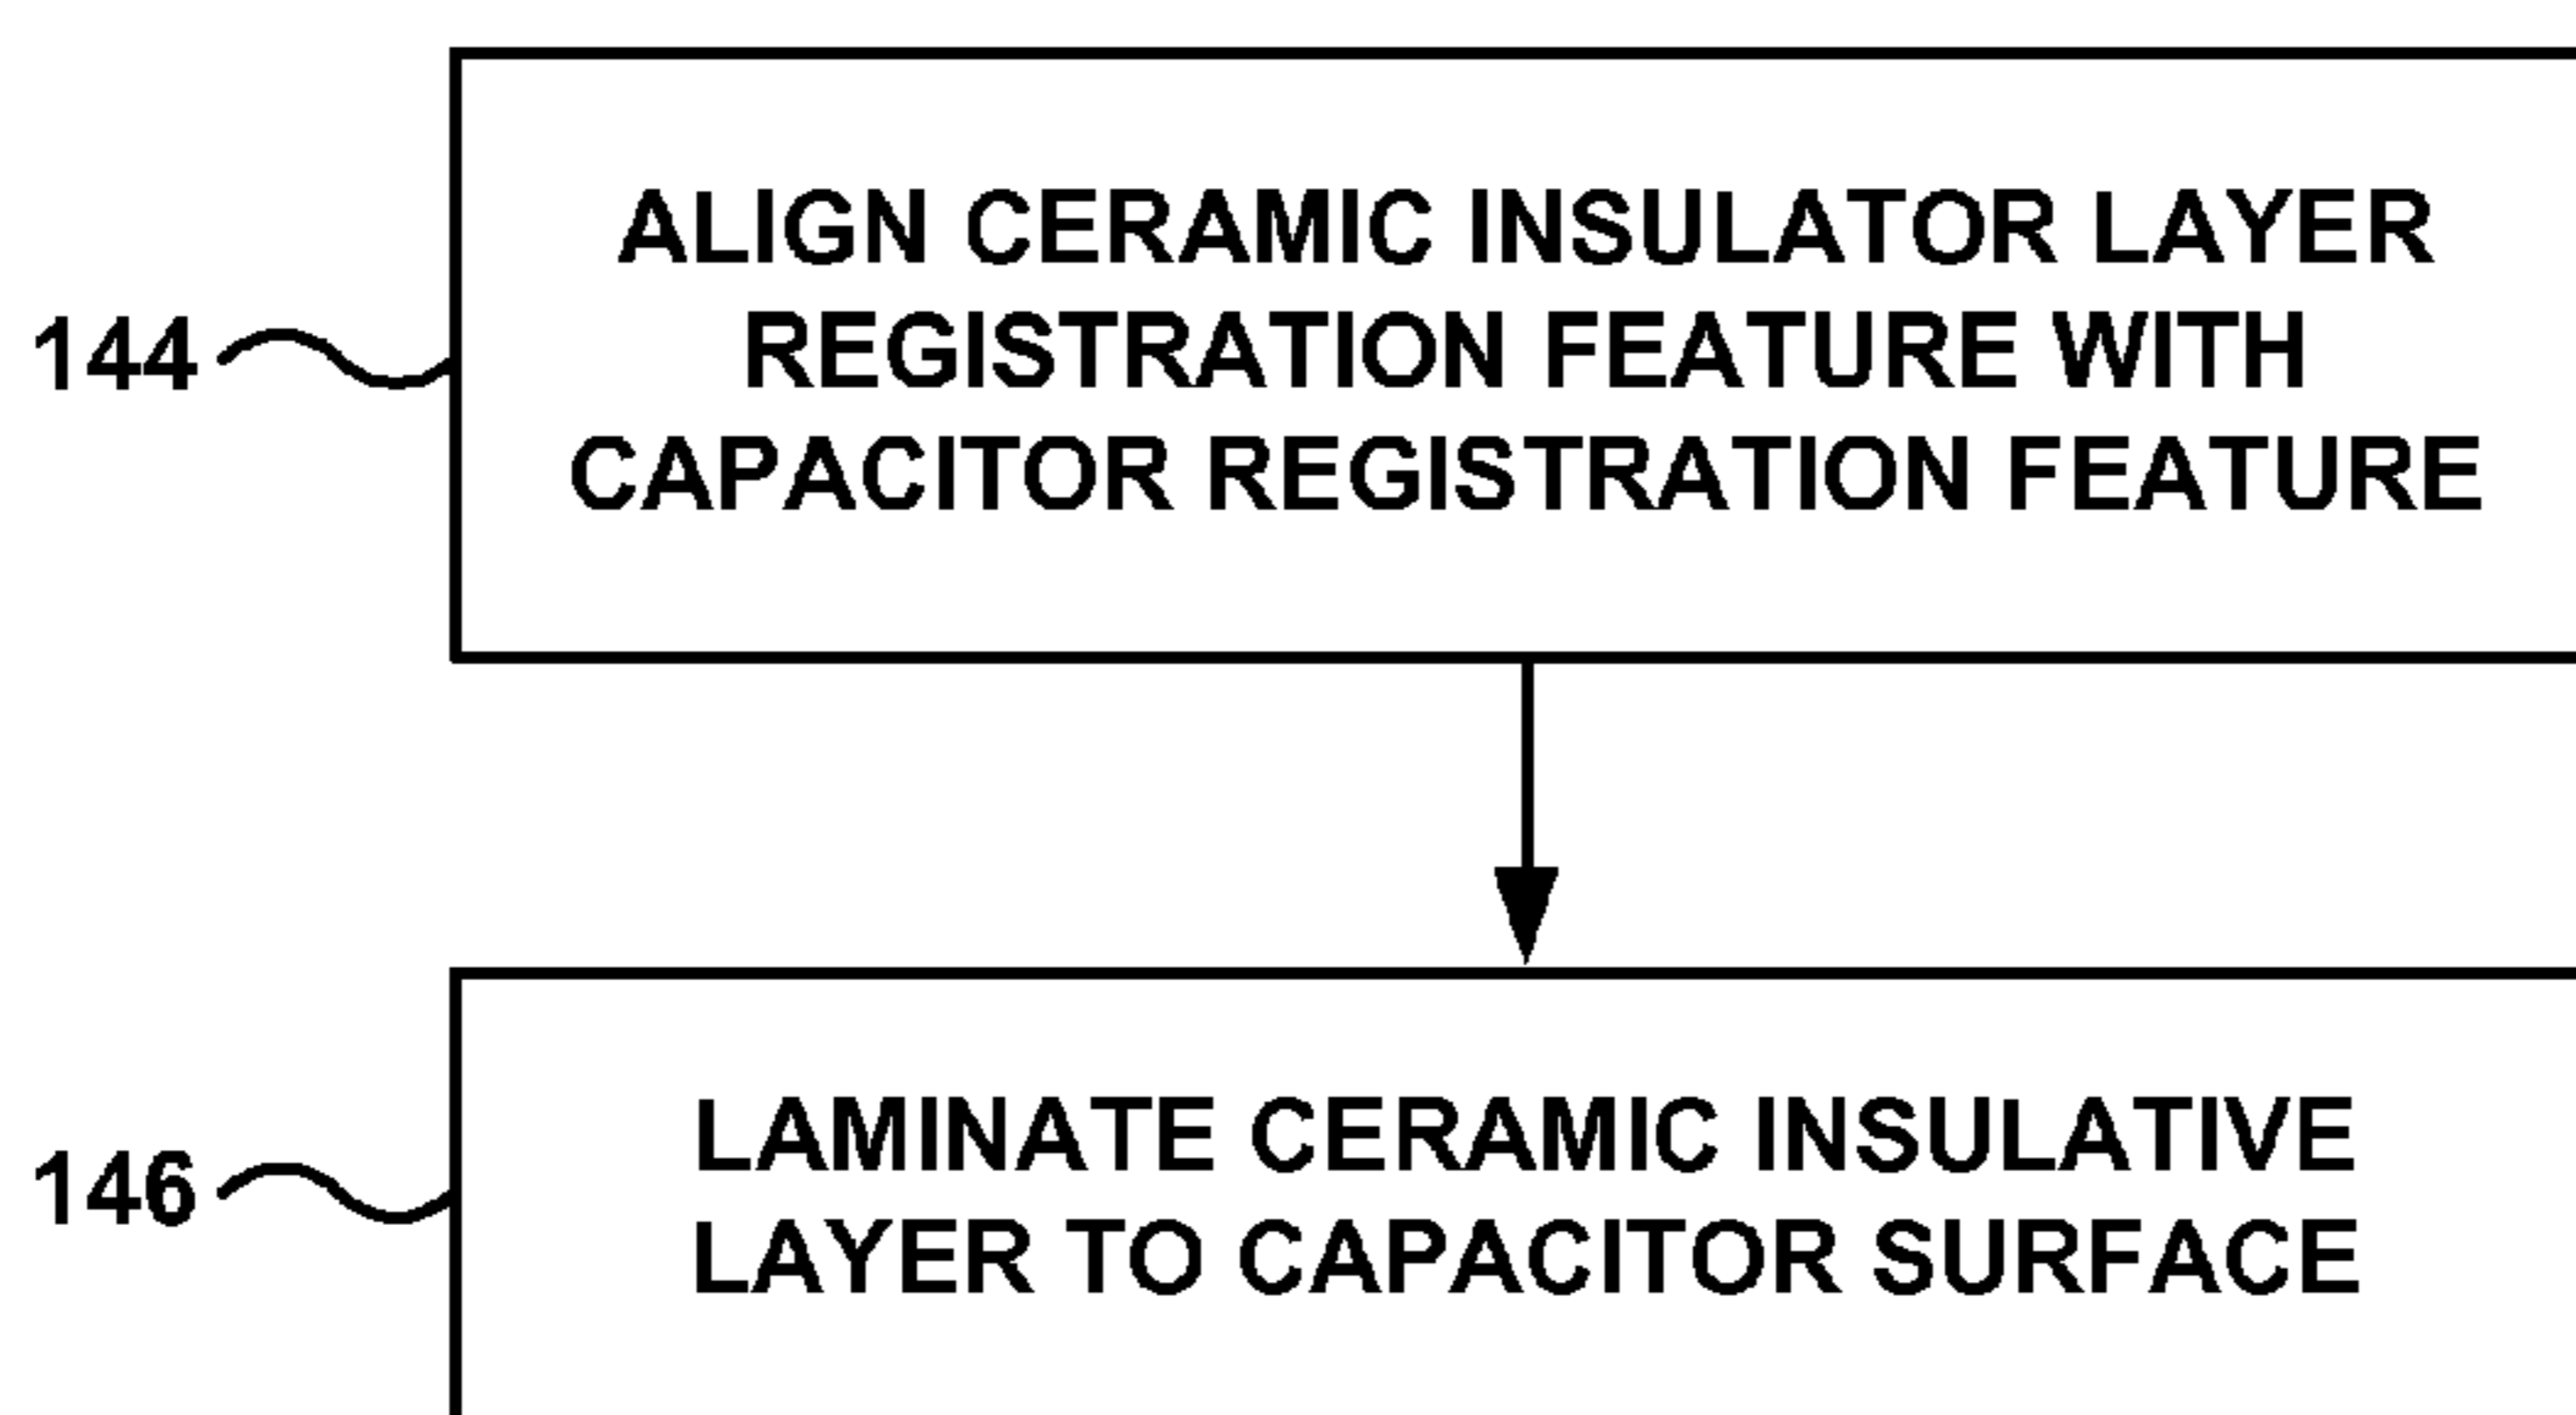 ALIGN CERAMIC INSULATOR LAYER
REGISTRATION FEATURE WITH
CAPACITOR REGISTRATION FEATURE
144
LAMINATE CERAMIC INSULATIVE
LAYER TO CAPACITOR SURFACE
146